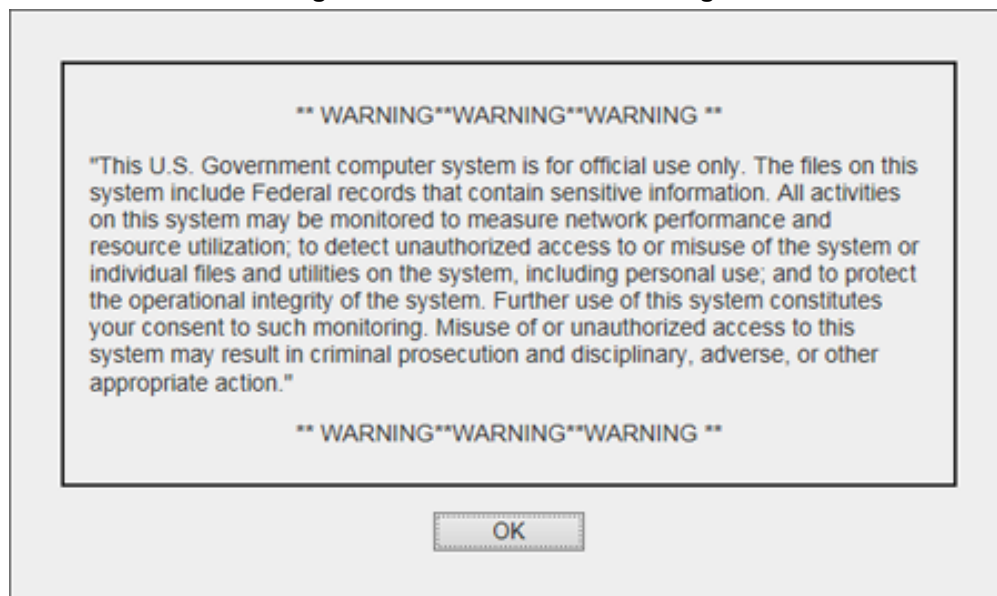 ** WARNING**WARNING**WARNING **
"This U.S. Government computer system is for official use only. The files on this
system include Federal records that contain sensitive information. All activities
on this system may be monitored to measure network performance and
resource utilization; to detect unauthorized access to or misuse of the system or
individual files and utilities on the system, including personal use; and to protect
the operational integrity of the system. Further use of this system constitutes
your consent to such monitoring. Misuse of or unauthorized access to this
system may result in criminal prosecution and disciplinary, adverse, or other
appropriate action."
** WARNING**WARNING**WARNING **
OK